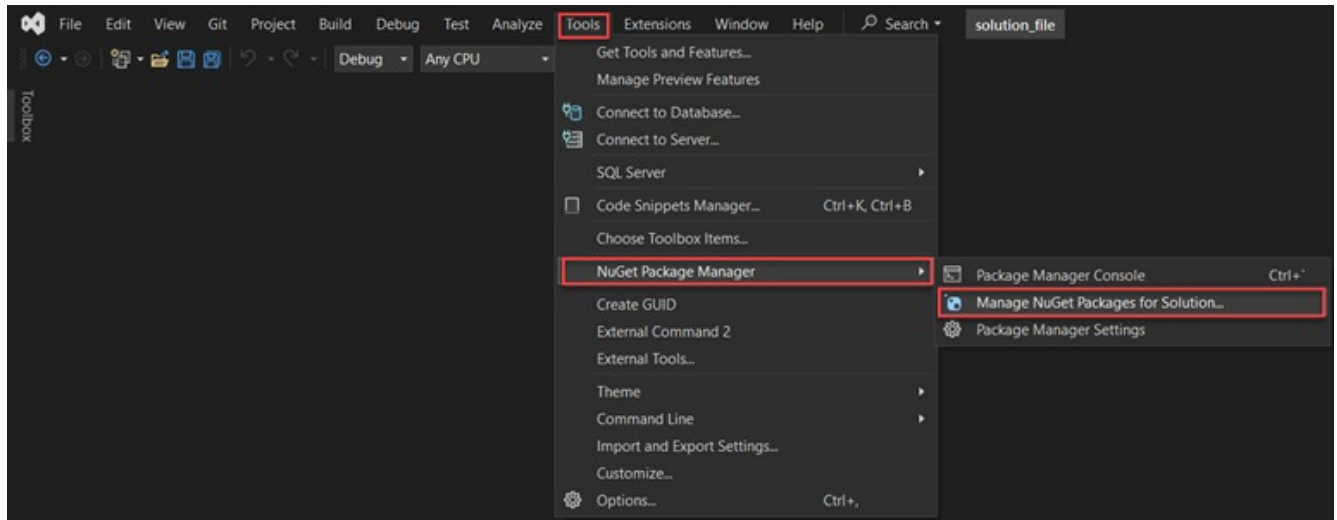 File Edit View Git Project Build Debug Test Analyze Tools Extensions Window Help Search solution_file
Debug Any CPU
Toolbox
Get Tools and Features...
Manage Preview Features
Connect to Database...
Connect to Server...
SQL Server
Code Snippets Manager... Ctrl+K, Ctrl+B
Choose Toolbox Items...
NuGet Package Manager
Package Manager Console Ctrl+`
Manage NuGet Packages for Solution...
Package Manager Settings
Create GUID
External Command 2
External Tools...
Theme
Command Line
Import and Export Settings...
Customize...
Options... Ctrl+,